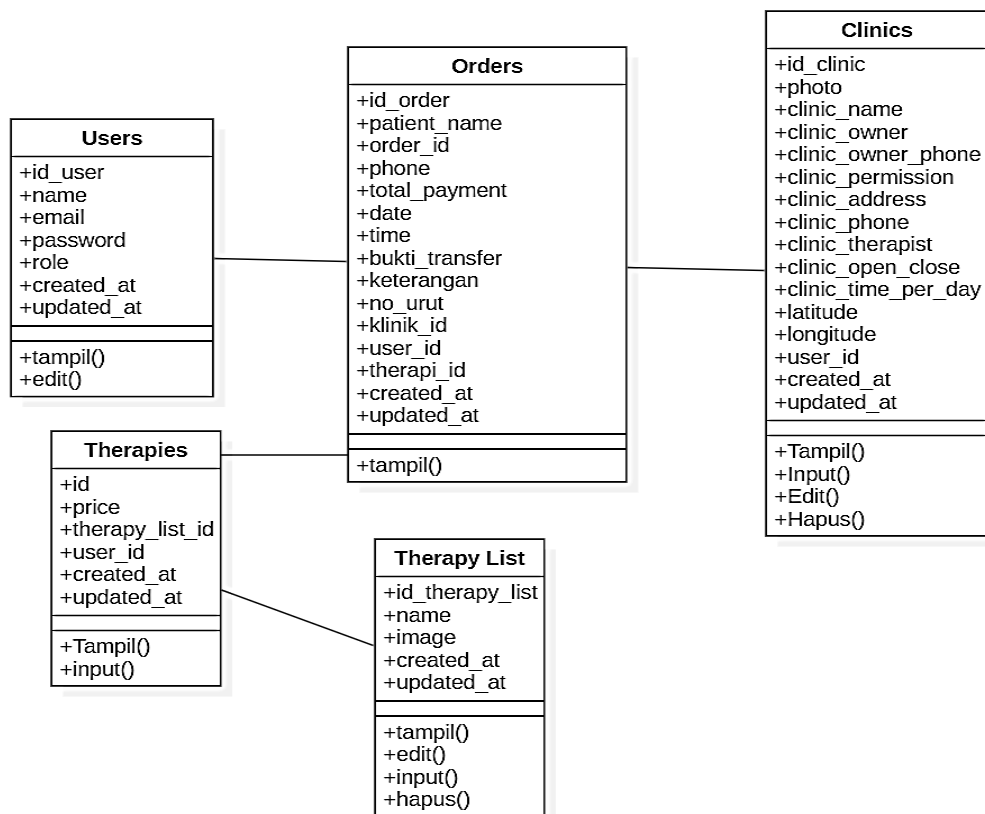 Users
+id_user
+name
+email
+password
+role
+created_at
+updated_at
+tampil()
+edit()
Orders
+id_order
+patient_name
+order_id
+phone
+total_payment
+date
+time
+bukti_transfer
+keterangan
+no_urut
+klinik_id
+user_id
+therapi_id
+created_at
+updated_at
+tampil()
Clinics
+id_clinic
+photo
+clinic_name
+clinic_owner
+clinic_owner_phone
+clinic_permission
+clinic_address
+clinic_phone
+clinic_therapist
+clinic_open_close
+clinic_time_per_day
+latitude
+longitude
+user_id
+created_at
+updated_at
+Tampil()
+Input()
+Edit()
+Hapus()
Therapies
+id
+price
+therapy_list_id
+user_id
+created_at
+updated_at
+Tampil()
+input()
Therapy List
+id_therapy_list
+name
+image
+created_at
+updated_at
+tampil()
+edit()
+input()
+hapus()